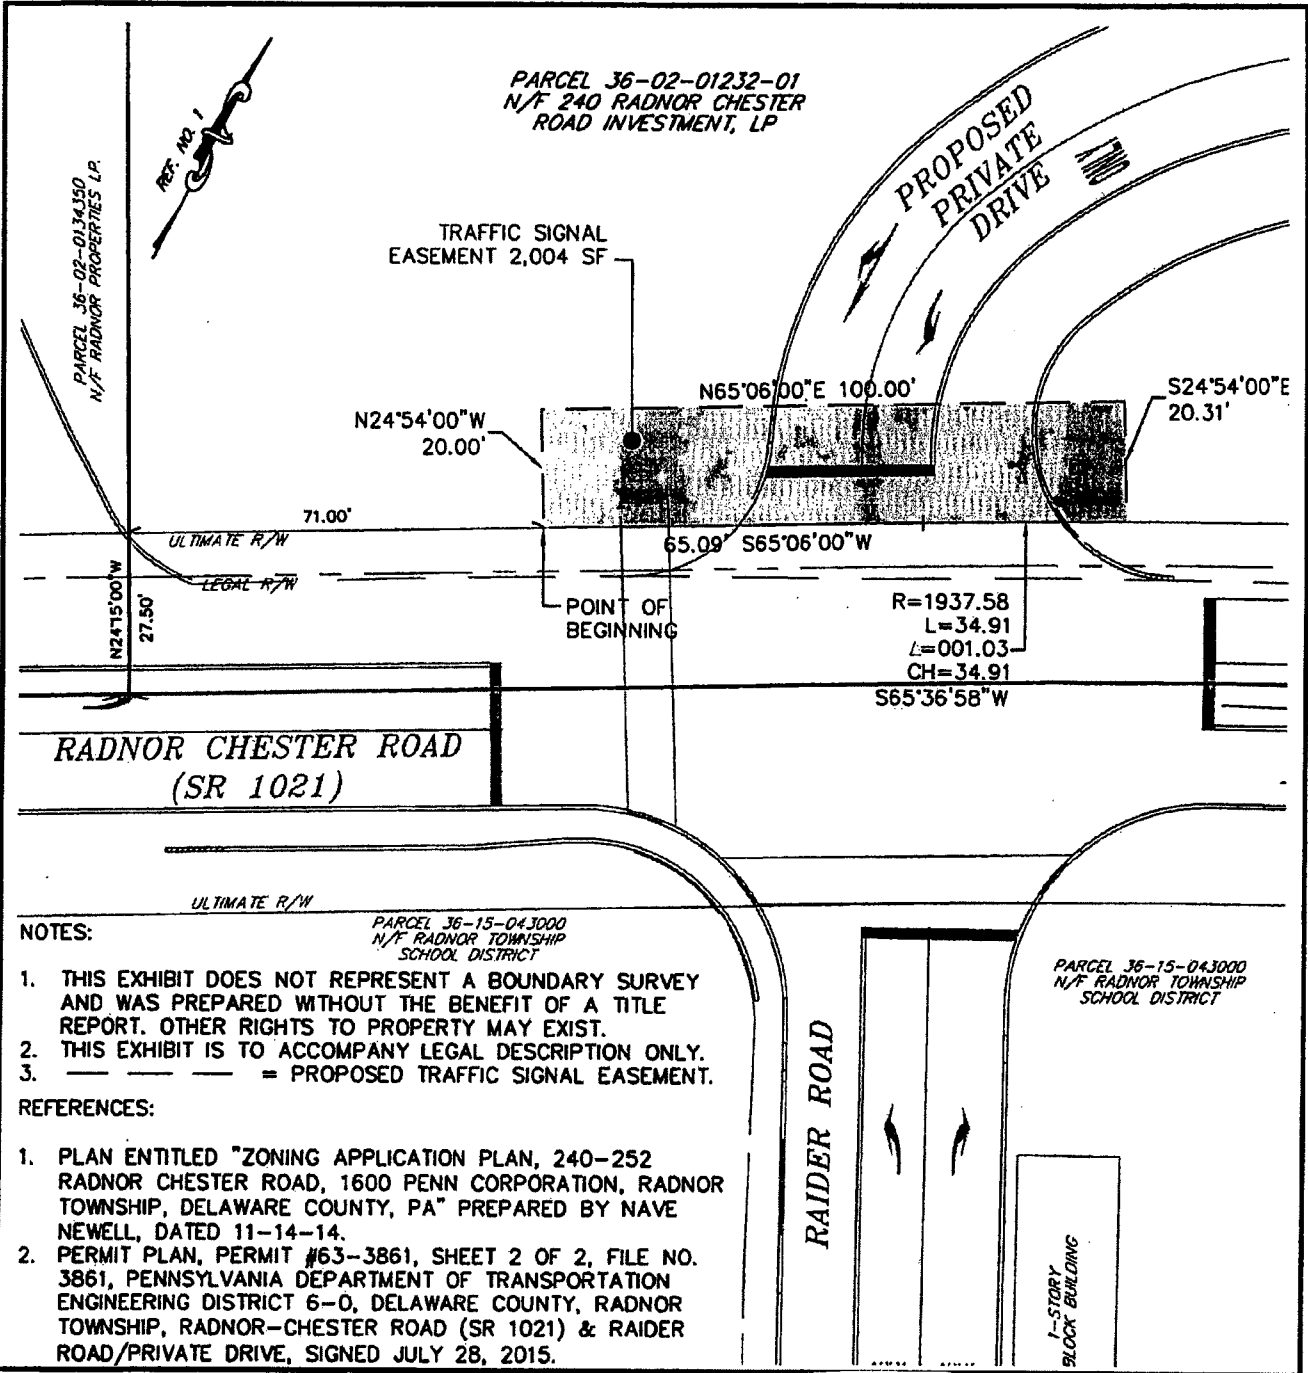 PARCEL 36-02-01232-01
N/F 240 RADNOR CHESTER
ROAD INVESTMENT, LP
REF. NO. 1
PARCEL 36-02-0134350
N/F RADNOR PROPERTIES LP.
PROPOSED
PRIVATE
DRIVE
TRAFFIC SIGNAL
EASEMENT 2,004 SF
N65°06'00"E 100.00'
S24°54'00"E
20.31'
N24°54'00"W
20.00'
71.00'
ULTIMATE R/W
65.09' S65°06'00"W
LEGAL R/W
N24°15'00"W
27.50'
POINT OF
BEGINNING
R=1937.58
L=34.91
∠=001.03
CH=34.91
S65°36'58"W
RADNOR CHESTER ROAD
(SR 1021)
ULTIMATE R/W
PARCEL 36-15-043000
N/F RADNOR TOWNSHIP
SCHOOL DISTRICT
PARCEL 36-15-043000
N/F RADNOR TOWNSHIP
SCHOOL DISTRICT
RAIDER ROAD
1-STORY
BLOCK BUILDING
NOTES:
1. THIS EXHIBIT DOES NOT REPRESENT A BOUNDARY SURVEY
AND WAS PREPARED WITHOUT THE BENEFIT OF A TITLE
REPORT. OTHER RIGHTS TO PROPERTY MAY EXIST.
2. THIS EXHIBIT IS TO ACCOMPANY LEGAL DESCRIPTION ONLY.
3. — — — = PROPOSED TRAFFIC SIGNAL EASEMENT.
REFERENCES:
1. PLAN ENTITLED "ZONING APPLICATION PLAN, 240-252
RADNOR CHESTER ROAD, 1600 PENN CORPORATION, RADNOR
TOWNSHIP, DELAWARE COUNTY, PA" PREPARED BY NAVE
NEWELL, DATED 11-14-14.
2. PERMIT PLAN, PERMIT #63-3861, SHEET 2 OF 2, FILE NO.
3861, PENNSYLVANIA DEPARTMENT OF TRANSPORTATION
ENGINEERING DISTRICT 6-0, DELAWARE COUNTY, RADNOR
TOWNSHIP, RADNOR-CHESTER ROAD (SR 1021) & RAIDER
ROAD/PRIVATE DRIVE, SIGNED JULY 28, 2015.